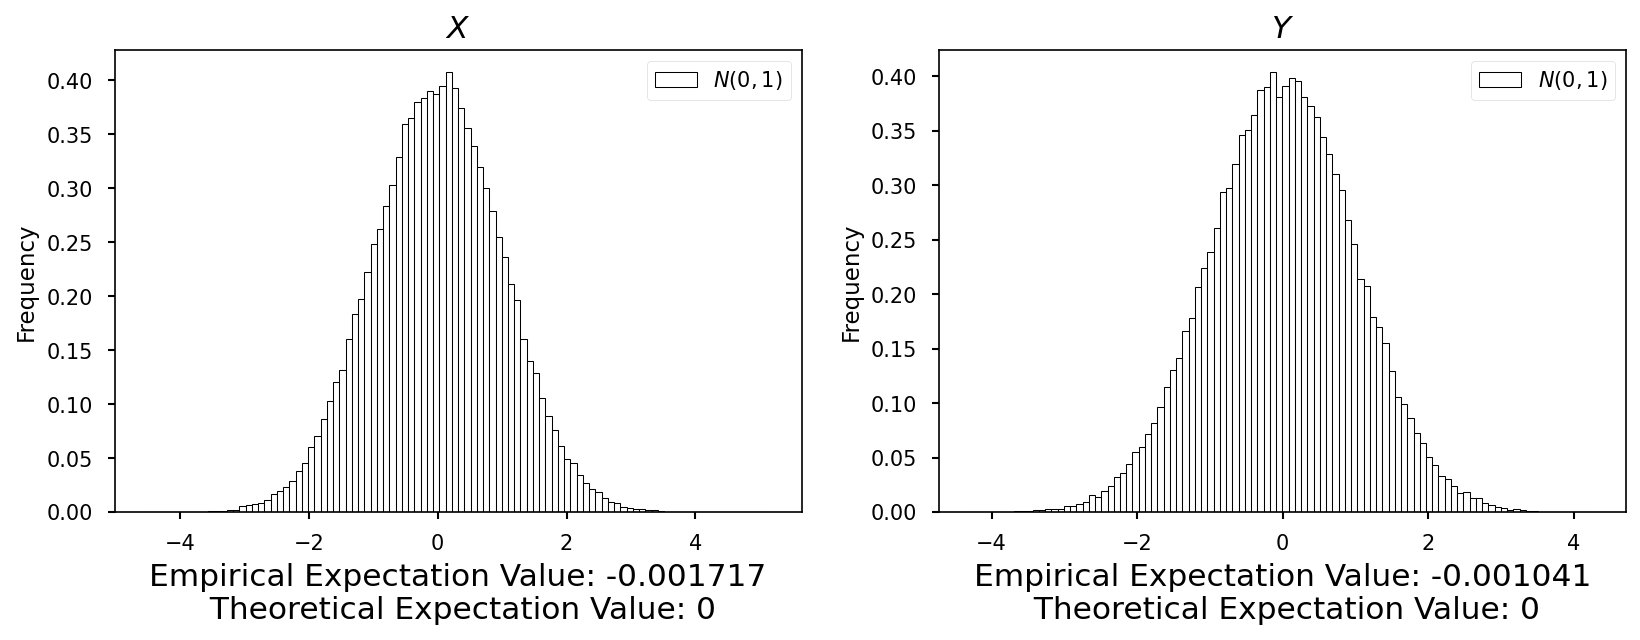 X
N(0, 1)
Frequency
0.40
0.35
0.30
0.25
0.20
0.15
0.10
0.05
0.00
−4 −2 0 2 4
Empirical Expectation Value: -0.001717
Theoretical Expectation Value: 0
Y
N(0, 1)
Frequency
0.40
0.35
0.30
0.25
0.20
0.15
0.10
0.05
0.00
−4 −2 0 2 4
Empirical Expectation Value: -0.001041
Theoretical Expectation Value: 0